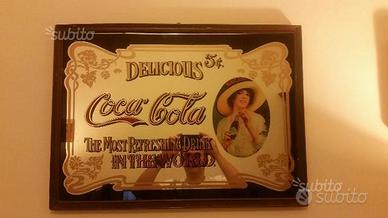 subito
DELICIOUS 5¢
Coca-Cola
THE MOST REFRESHING DRINK
IN THE WORLD
subito
subito